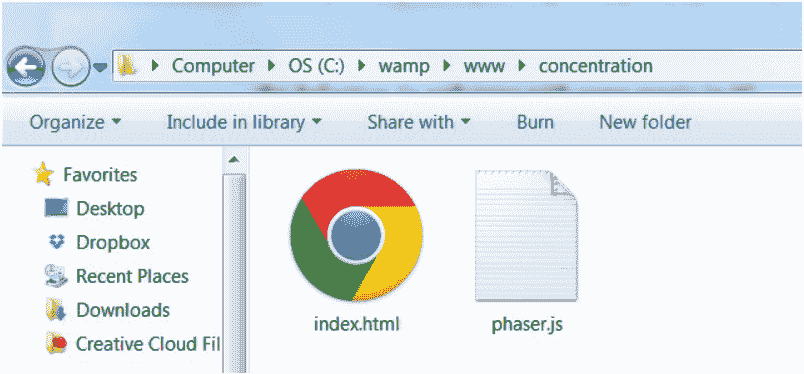 Computer OS (C:) wamp www concentration
Organize Include in library Share with Burn New folder
Favorites
Desktop
Dropbox
Recent Places
Downloads
Creative Cloud Fil
index.html
phaser.js